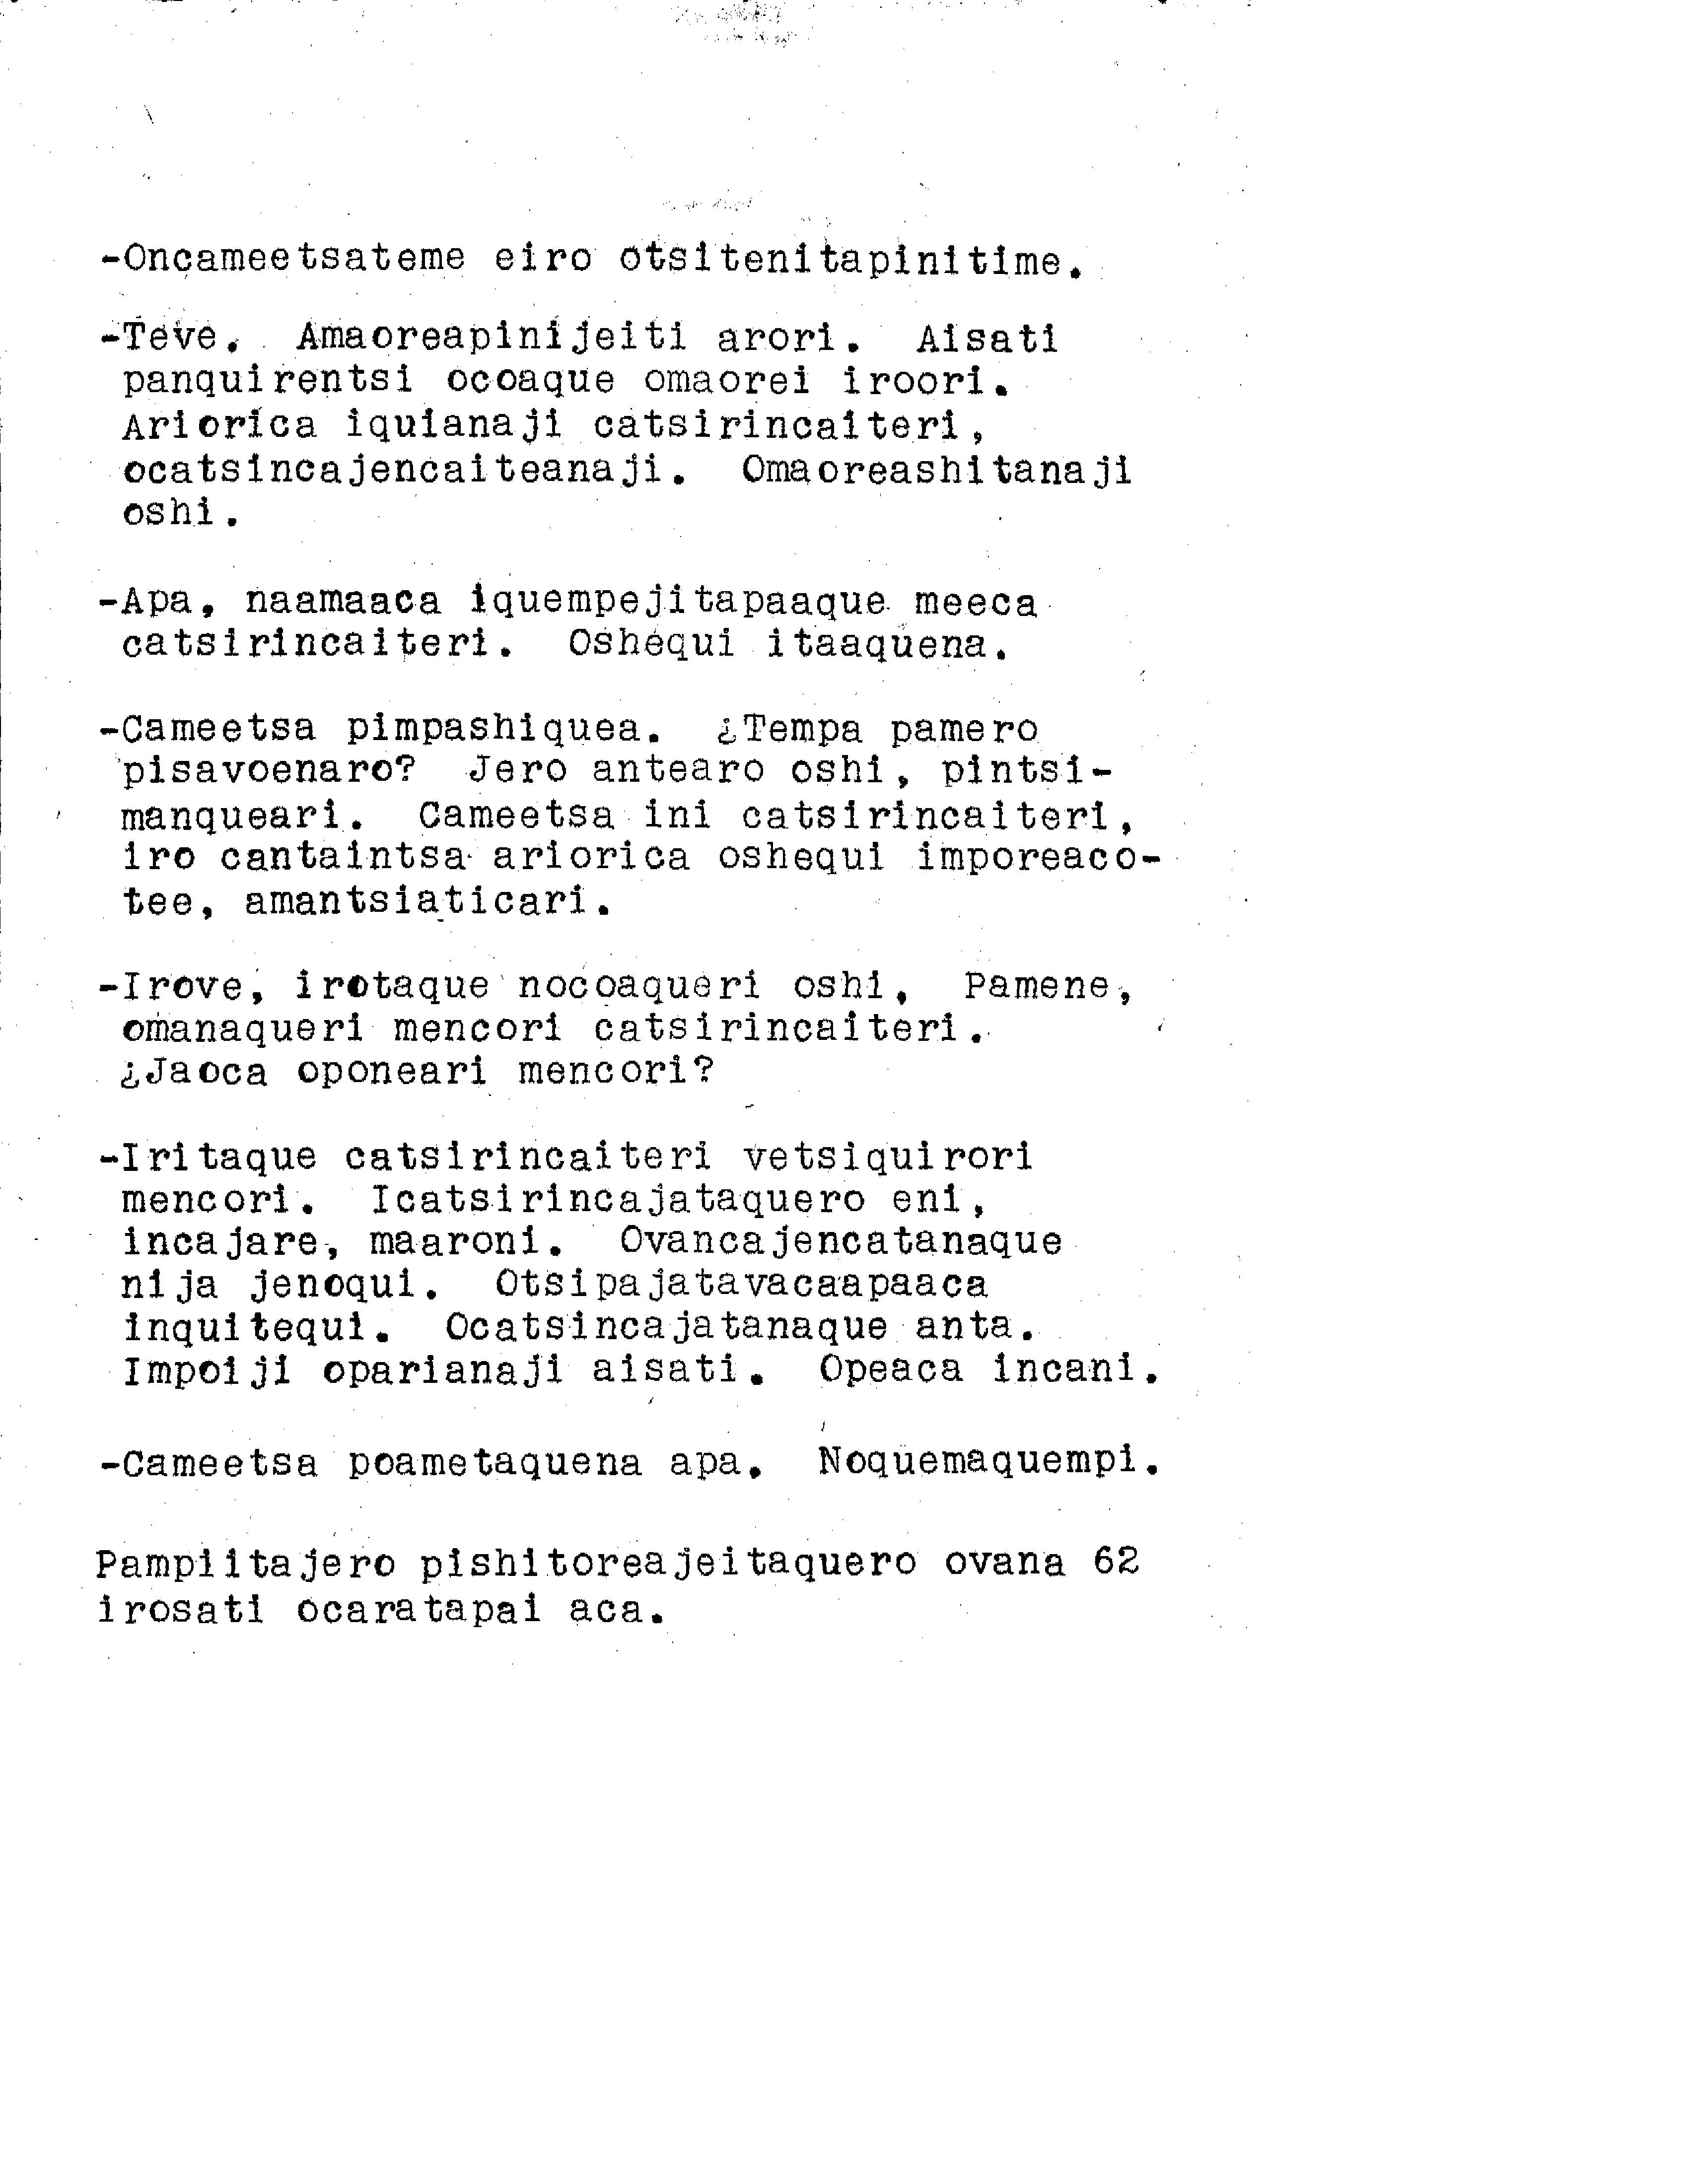 -Oncameetsateme eiro otsitenitapinitime.
-Teve. Amaoreapinijeiti arori. Aisati
panquirentsi ocoaque omaorei iroori.
Ariorica iquianaji catsirincaiteri,
ocatsincajencaiteanaji. Omaoreashitanaji
oshi.
-Apa, naamaaca iquempejitapaaque meeca
catsirincaiteri. Oshequi itaaquena.
-Cameetsa pimpashiquea. ¿Tempa pamero
pisavoenaro? Jero antearo oshi, pintsi-
manqueari. Cameetsa ini catsirincaiteri,
iro cantaintsa ariorica oshequi imporeaco-
tee, amantsiaticari.
-Irove, irotaque nocoaqueri oshi. Pamene,
omanaqueri mencori catsirincaiteri.
¿Jaoca oponeari mencori?
-Iritaque catsirincaiteri vetsiquirori
mencori. Icatsirincajataquero eni,
incajare, maaroni. Ovancajencatanaque
nija jenoqui. Otsipajatavacaapaaca
inquitequi. Ocatsincajatanaque anta.
Impoiji oparianaji aisati. Opeaca incani.
-Cameetsa poametaquena apa. Noquemaquempi.
Pampiitajero pishitoreajeitaquero ovana 62
irosati ocaratapai aca.